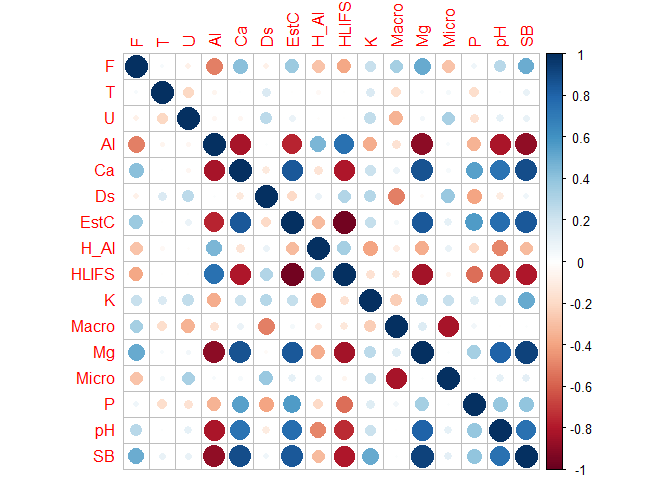 F T U Al Ca Ds EstC H_Al HLIFS K Macro Mg Micro P pH SB
F
T
U
Al
Ca
Ds
EstC
H_Al
HLIFS
K
Macro
Mg
Micro
P
pH
SB
1
0.8
0.6
0.4
0.2
0
-0.2
-0.4
-0.6
-0.8
-1